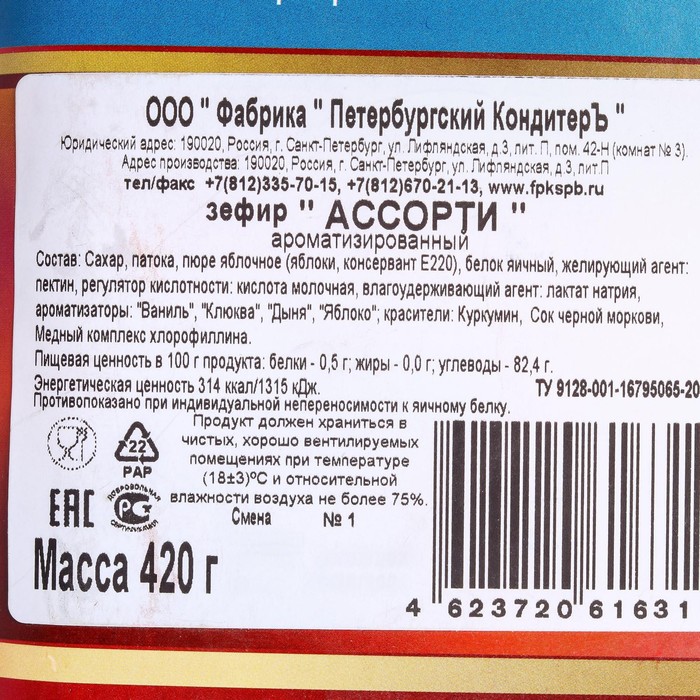 ООО " Фабрика " Петербургский КондитерЪ "
Юридический адрес: 190020, Россия, г. Санкт-Петербург, ул. Лифляндская, д.3, лит. П, пом. 42-Н (комнат № 3).
Адрес производства: 190020, Россия, г. Санкт-Петербург, ул. Лифляндская, д.3, лит.П
тел/факс +7(812)335-70-15, +7(812)670-21-13, www.fpkspb.ru
зефир " АССОРТИ "
ароматизированный
Состав: Сахар, патока, пюре яблочное (яблоки, консервант Е220), белок яичный, желирующий агент:
пектин, регулятор кислотности: кислота молочная, влагоудерживающий агент: лактат натрия,
ароматизаторы: "Ваниль", "Клюква", "Дыня", "Яблоко"; красители: Куркумин, Сок черной моркови,
Медный комплекс хлорофиллина.
Пищевая ценность в 100 г продукта: белки - 0,5 г; жиры - 0,0 г; углеводы - 82,4 г.
Энергетическая ценность 314 ккал/1315 кДж.
ТУ 9128-001-16795065-20
Противопоказано при индивидуальной непереносимости к яичному белку.
Продукт должен храниться в
чистых, хорошо вентилируемых
помещениях при температуре
(18±3)ºС и относительной
влажности воздуха не более 75%.
22
PAP
ЕАС
ДОБРОВОЛЬНАЯ
РС
СЕРТИФИКАЦИЯ
Смена № 1
Масса 420 г
4 623720 61631